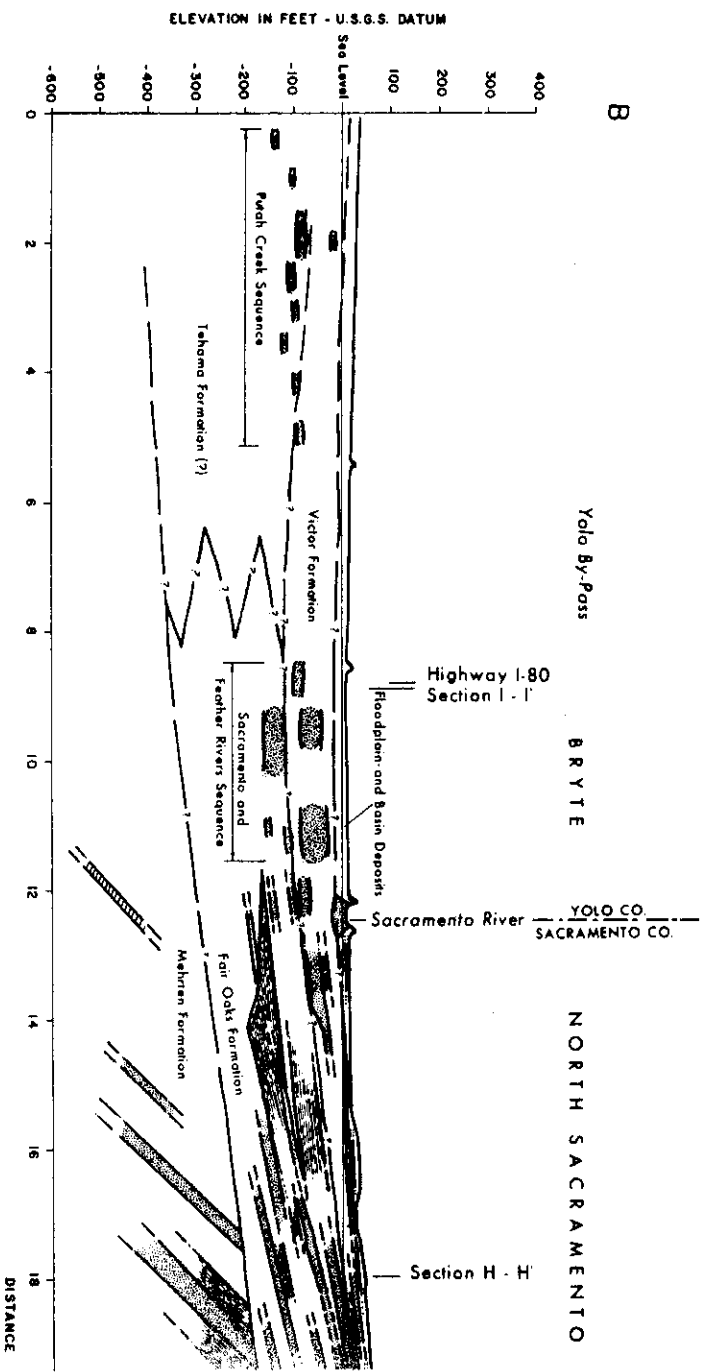 B
Yolo By-Pass
BRYTE
NORTH SACRAMENTO
ELEVATION IN FEET - U.S.G.S. DATUM
400
300
200
100
Sea Level
-100
-200
-300
-400
-500
-600
Highway I-80
Section I - I'
Floodplain and Basin Deposits
YOLO CO.
SACRAMENTO CO.
Sacramento River
Section H - H'
Victor Formation
Putah Creek Sequence
Tehama Formation (?)
Sacramento and
Feather Rivers Sequence
Fair Oaks Formation
Mehrten Formation
? ? ? ? ? ? ? ? ?
0 2 4 6 8 10 12 14 16 18
DISTANCE